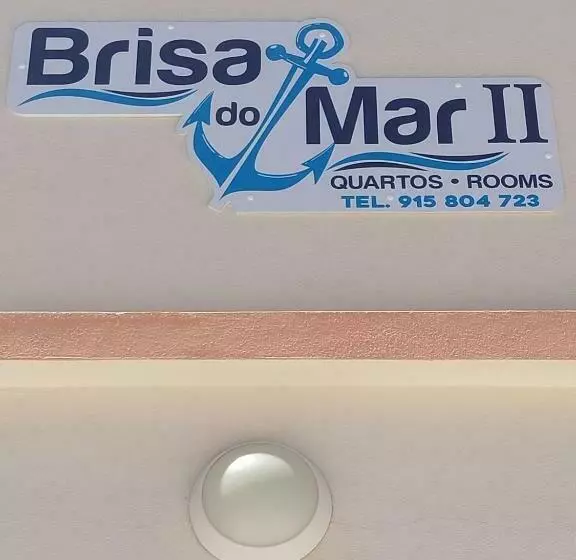 Brisa
do
Mar II
QUARTOS • ROOMS
TEL. 915 804 723